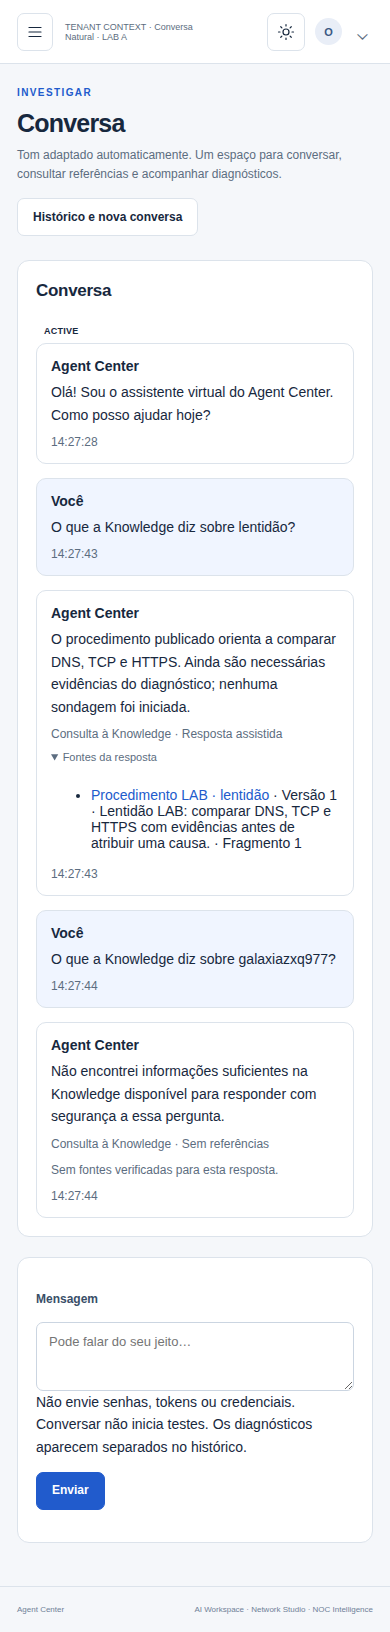 TENANT CONTEXT · Conversa
Natural · LAB A
O
INVESTIGAR
Conversa
Tom adaptado automaticamente. Um espaço para conversar,
consultar referências e acompanhar diagnósticos.
Histórico e nova conversa
Conversa
ACTIVE
Agent Center
Olá! Sou o assistente virtual do Agent Center.
Como posso ajudar hoje?
14:27:28
Você
O que a Knowledge diz sobre lentidão?
14:27:43
Agent Center
O procedimento publicado orienta a comparar
DNS, TCP e HTTPS. Ainda são necessárias
evidências do diagnóstico; nenhuma
sondagem foi iniciada.
Consulta à Knowledge · Resposta assistida
▼ Fontes da resposta
• Procedimento LAB · lentidão · Versão 1
· Lentidão LAB: comparar DNS, TCP e
HTTPS com evidências antes de
atribuir uma causa. · Fragmento 1
14:27:43
Você
O que a Knowledge diz sobre galaxiazxq977?
14:27:44
Agent Center
Não encontrei informações suficientes na
Knowledge disponível para responder com
segurança a essa pergunta.
Consulta à Knowledge · Sem referências
Sem fontes verificadas para esta resposta.
14:27:44
Mensagem
Pode falar do seu jeito…
Não envie senhas, tokens ou credenciais.
Conversar não inicia testes. Os diagnósticos
aparecem separados no histórico.
Enviar
Agent Center
AI Workspace · Network Studio · NOC Intelligence